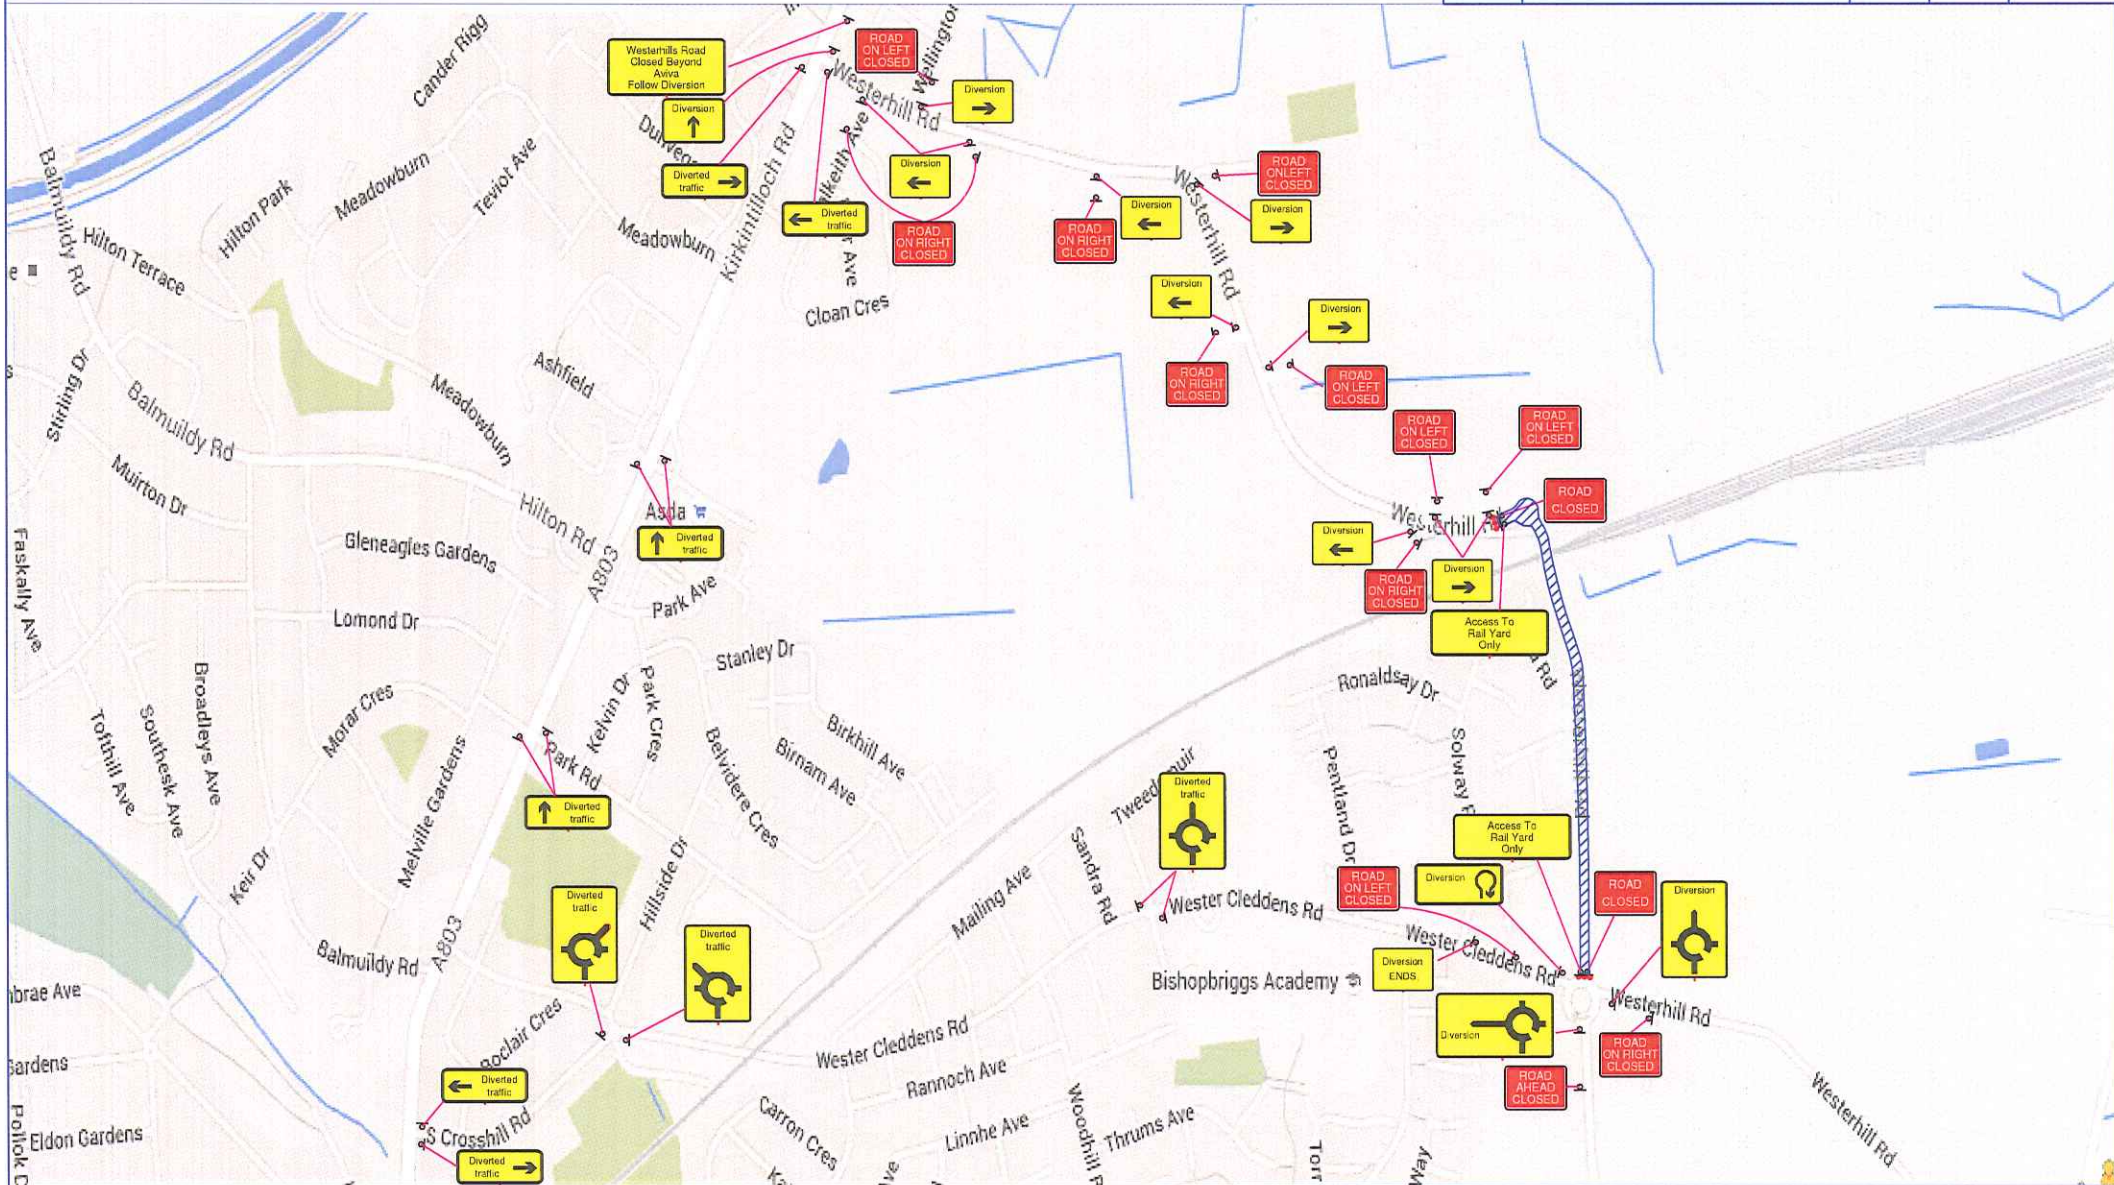 Cander Rigg
Westerhills Road
Closed Beyond
Aviva
Follow Diversion
ROAD
ON LEFT
CLOSED
Wellington
Diversion
Diversion
Westerhill Rd
Diverted
traffic
Diversion
Diverted
traffic
ROAD
ON RIGHT
CLOSED
Kirkintilloch Rd
Balmuildy Rd
Hilton Park
Meadowburn
Teviot Ave
Hilton Terrace
Meadowburn
Cloan Cres
ROAD
ONLEFT
CLOSED
Diversion
Diversion
ROAD
ON RIGHT
CLOSED
Westerhill Rd
Diversion
Diversion
ROAD
ON RIGHT
CLOSED
ROAD
ON LEFT
CLOSED
Stirling Dr
Balmuildy Rd
Ashfield
Meadowburn
Muirton Dr
ROAD
ON LEFT
CLOSED
ROAD
ON LEFT
CLOSED
ROAD
CLOSED
Asda
Hilton Rd
A803
Diverted
traffic
Westerhill
Diversion
ROAD
ON RIGHT
CLOSED
Diversion
Access To
Rail Yard
Only
Rd
Faskally Ave
Gleneagles Gardens
Park Ave
Lomond Dr
Stanley Dr
Ronaldsay Dr
Broadleys Ave
Southesk Ave
Tofthill Ave
Morar Cres
Kelvin Dr
Park Cres
Birkhill Ave
Birnam Ave
Belvidere Cres
Park Rd
Diverted
traffic
Melville Gardens
Keir Dr
Hillside Dr
Tweedsmuir
Diverted
traffic
Pentland Dr
Solway
Access To
Rail Yard
Only
Sandra Rd
Mailing Ave
Wester Cleddens Rd
ROAD
ON LEFT
CLOSED
Diversion
ROAD
CLOSED
Diversion
Diverted
traffic
Diverted
traffic
Balmuildy Rd
A803
Wester Cleddens Rd
Diversion
ENDS
Bishopbriggs Academy
Westerhill Rd
Diversion
ROAD
ON RIGHT
CLOSED
ROAD
AHEAD
CLOSED
Boclair Cres
Wester Cleddens Rd
Rannoch Ave
Diverted
traffic
S Crosshill Rd
Diverted
traffic
Gardens
Eldon Gardens
Carron Cres
Linnhe Ave
Woodhill
Thrums Ave
Torr
Way
Westerhill Rd